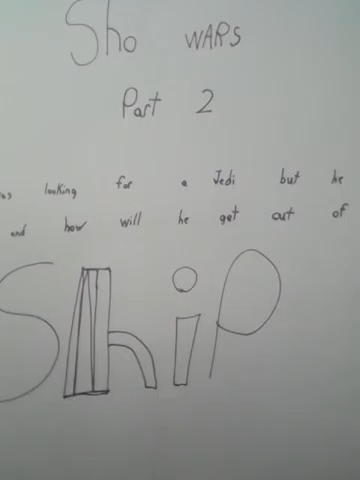 Sho WARS
Part 2
looking for a Jedi but he
and how will he get out of
Ship